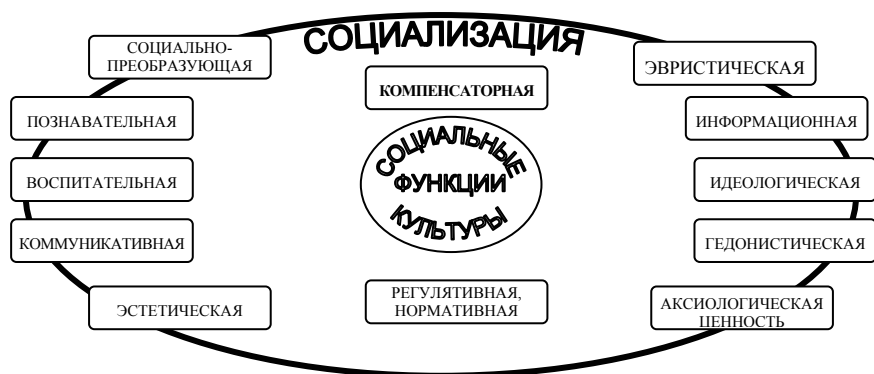 СОЦИАЛИЗАЦИЯ
СОЦИАЛЬНО-
ПРЕОБРАЗУЮЩАЯ
ЭВРИСТИЧЕСКАЯ
КОМПЕНСАТОРНАЯ
ПОЗНАВАТЕЛЬНАЯ
ИНФОРМАЦИОННАЯ
СОЦИАЛЬНЫЕ
ФУНКЦИИ
КУЛЬТУРЫ
ВОСПИТАТЕЛЬНАЯ
ИДЕОЛОГИЧЕСКАЯ
КОММУНИКАТИВНАЯ
ГЕДОНИСТИЧЕСКАЯ
ЭСТЕТИЧЕСКАЯ
РЕГУЛЯТИВНАЯ,
НОРМАТИВНАЯ
АКСИОЛОГИЧЕСКАЯ
ЦЕННОСТЬ